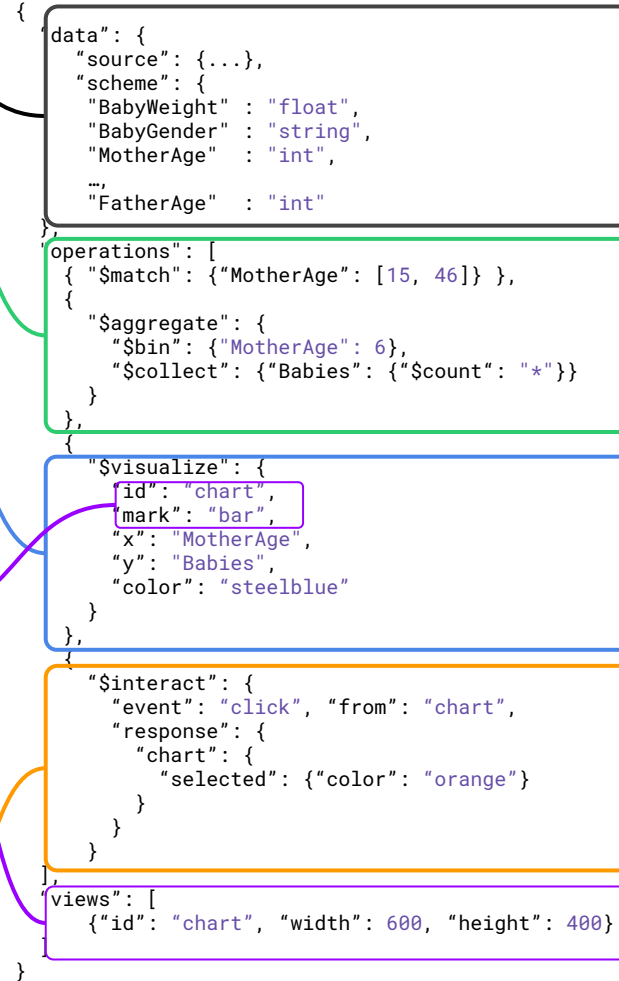 {
"data”: {
“source”: {...},
“scheme”: {
"BabyWeight" : "float",
"BabyGender" : "string",
"MotherAge"  : "int",
…,
"FatherAge"  : "int"
},
"operations": [
{ "$match": {“MotherAge”: [15, 46]} },
{
"$aggregate": {
“$bin”: {"MotherAge": 6},
“$collect”: {“Babies”: {“$count“: "*"}}
}
},
{
"$visualize": {
“id”: “chart”,
“mark”: “bar”,
“x”: "MotherAge",
“y”: "Babies",
“color”: “steelblue”
}
},
{
"$interact": {
“event”: “click”, “from”: “chart”,
“response”: {
“chart”: {
“selected”: {“color”: “orange”}
}
}
}
],
“views”: [
{“id”: “chart”, “width”: 600, “height”: 400}
]
}